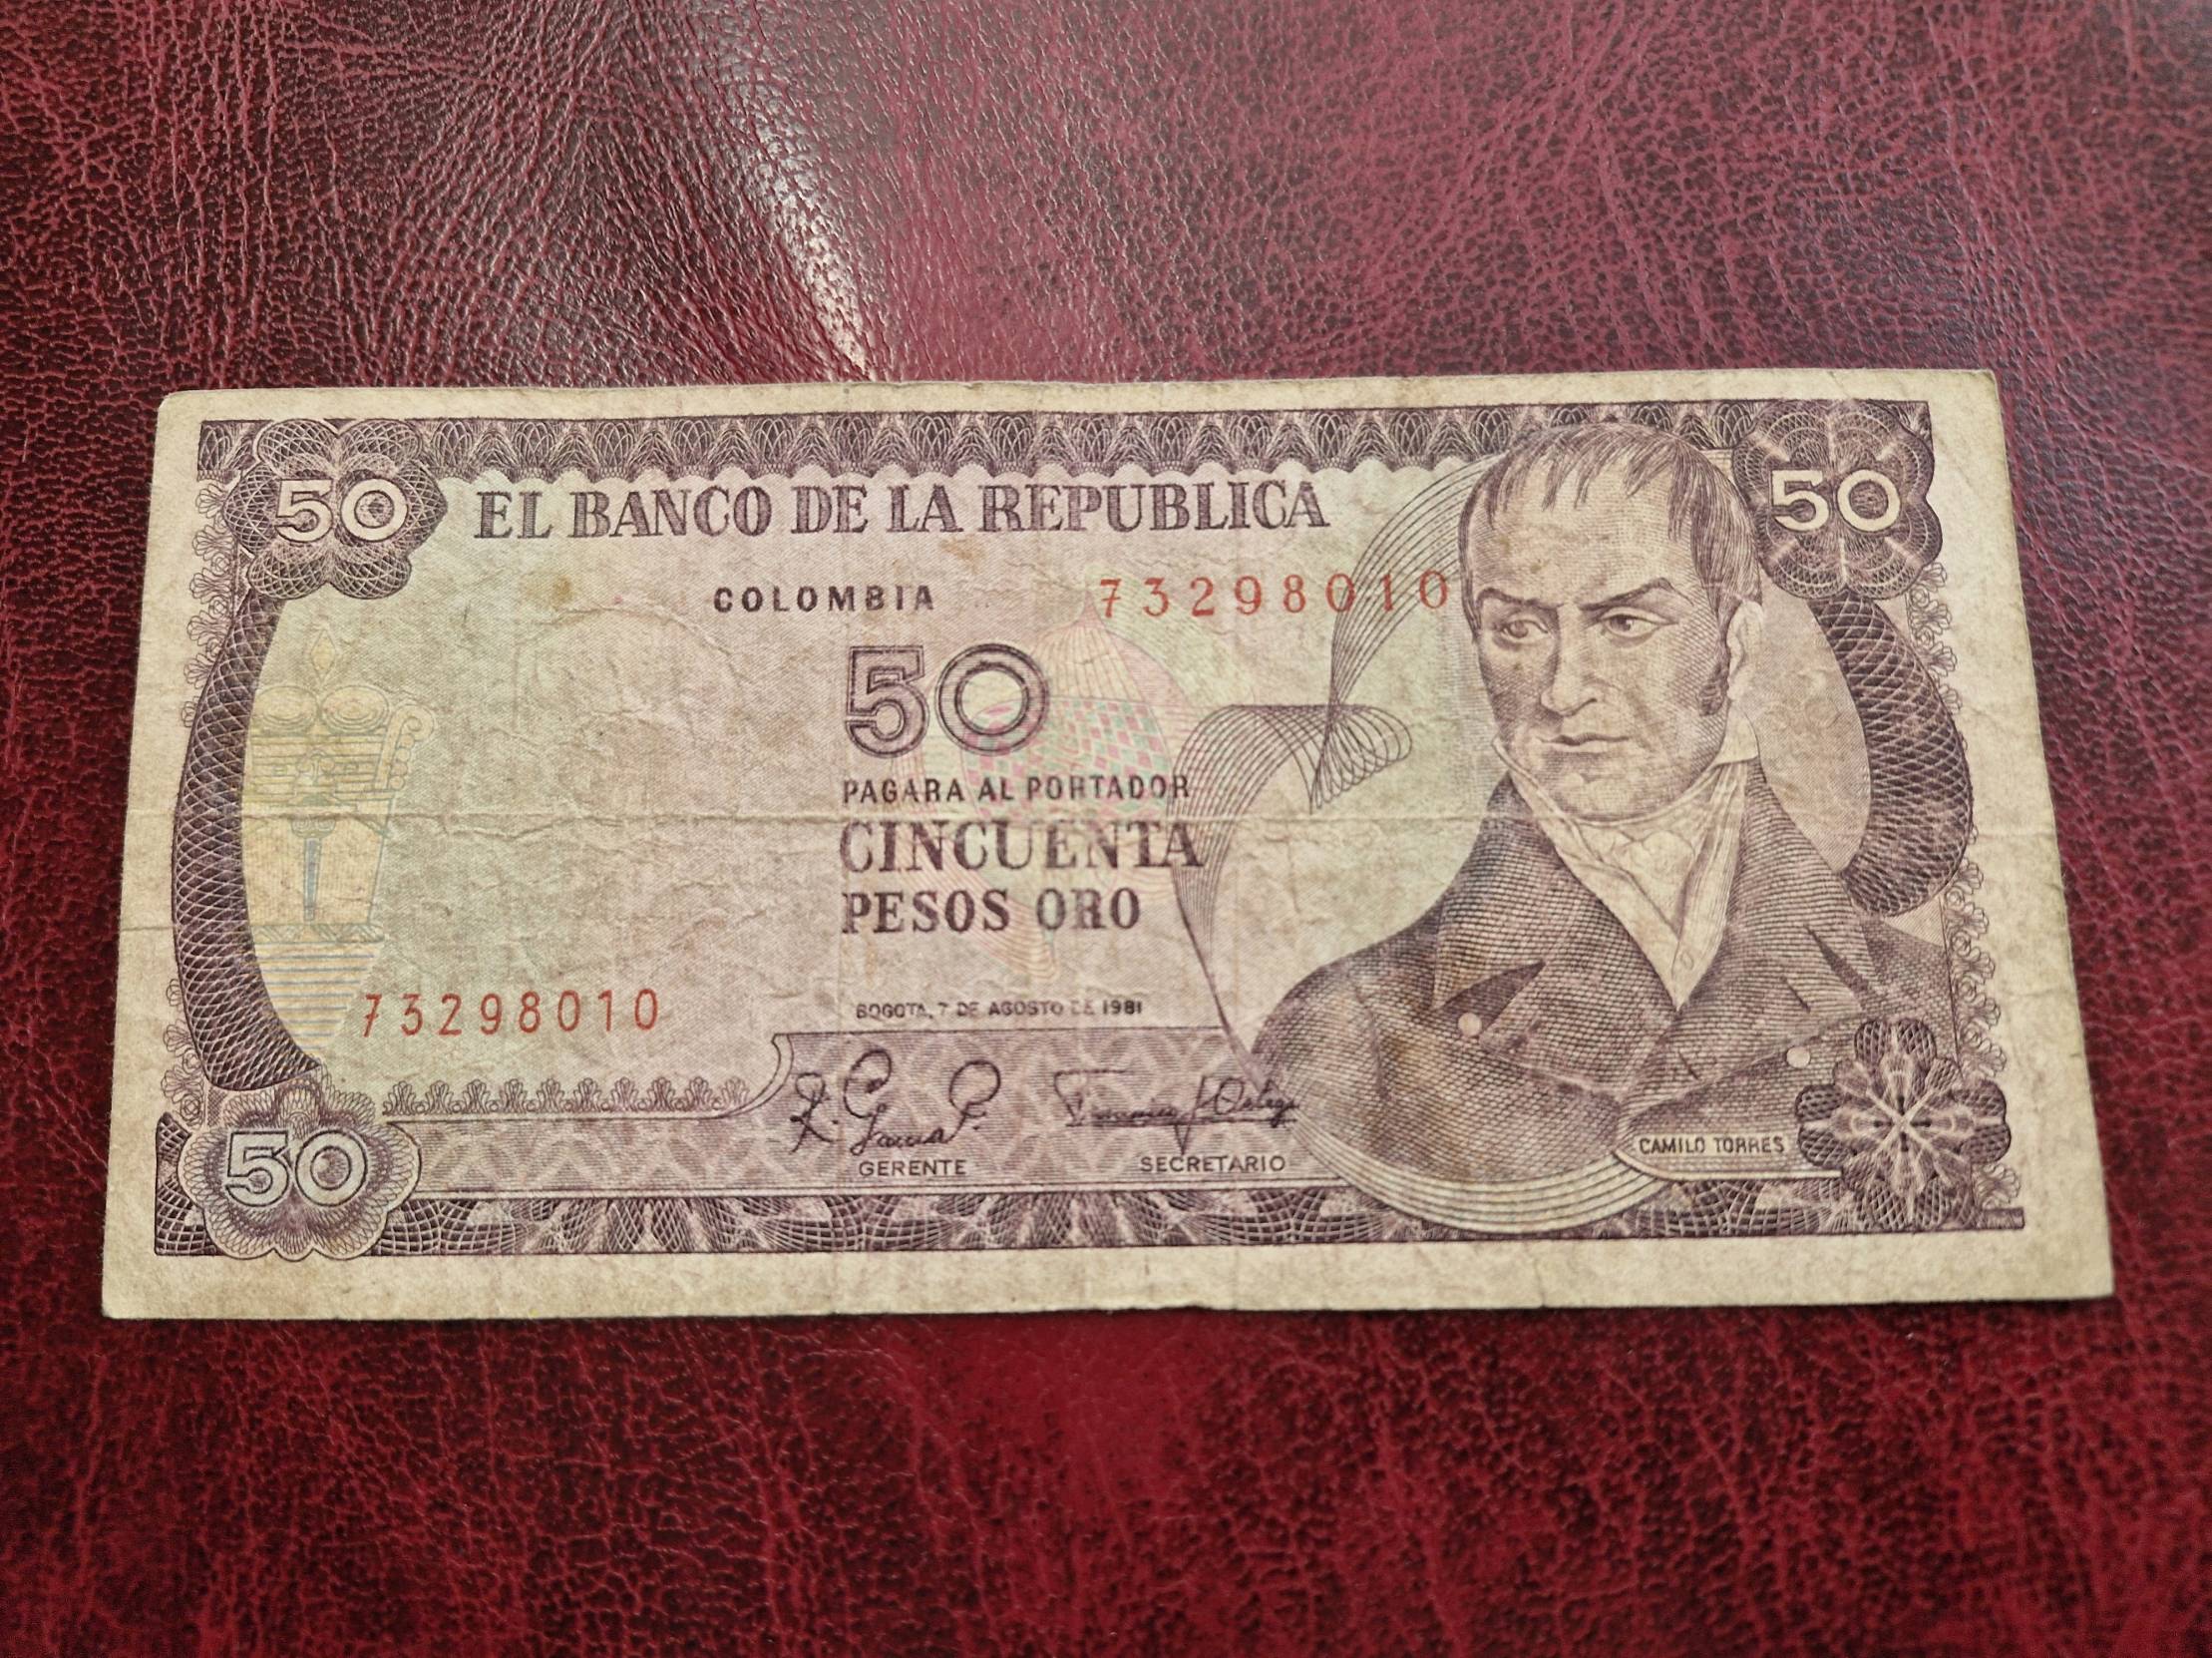 50 EL BANCO DE LA REPUBLICA 50
COLOMBIA 73298010
50
PAGARA AL PORTADOR
CINCUENTA
PESOS ORO
73298010 BOGOTA, 7 DE AGOSTO DE 1981
GERENTE SECRETARIO
CAMILO TORRES
50